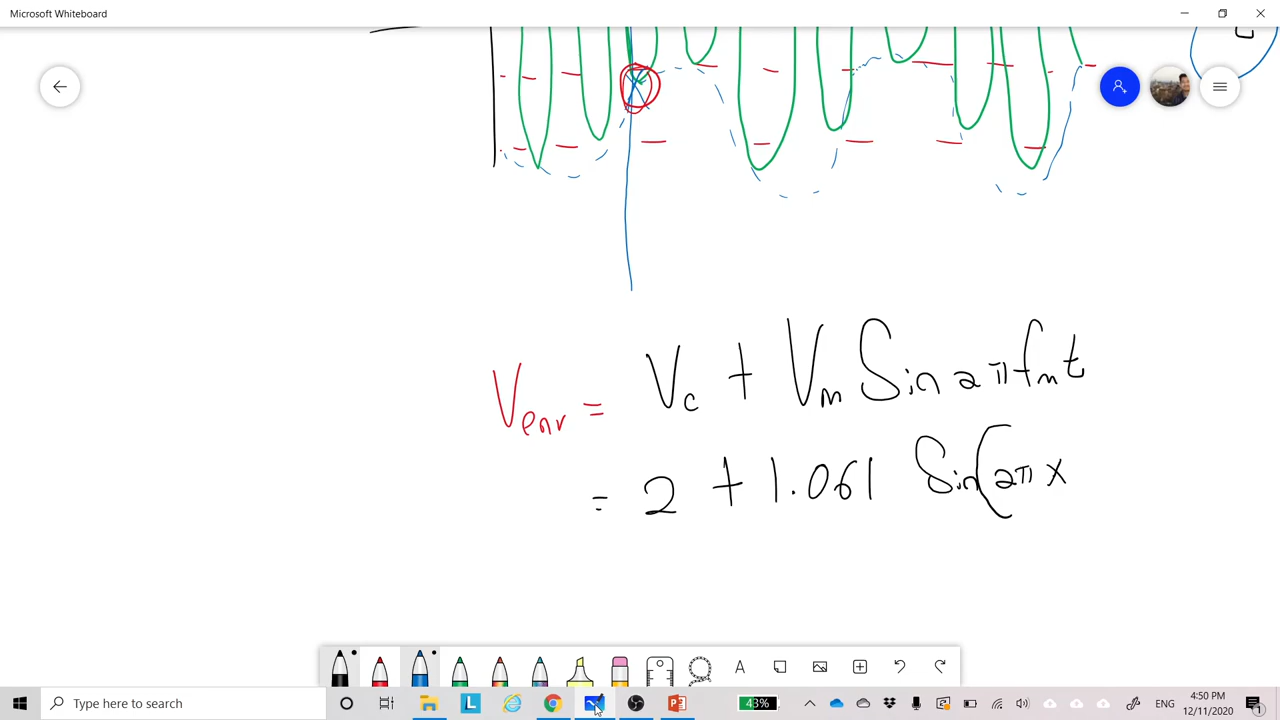 Microsoft Whiteboard
V_env = V_c + V_m Sin 2πf_m t
= 2 + 1.061 Sin(2π x
A
Type here to search
L
43%
ENG
4:50 PM
12/11/2020
1